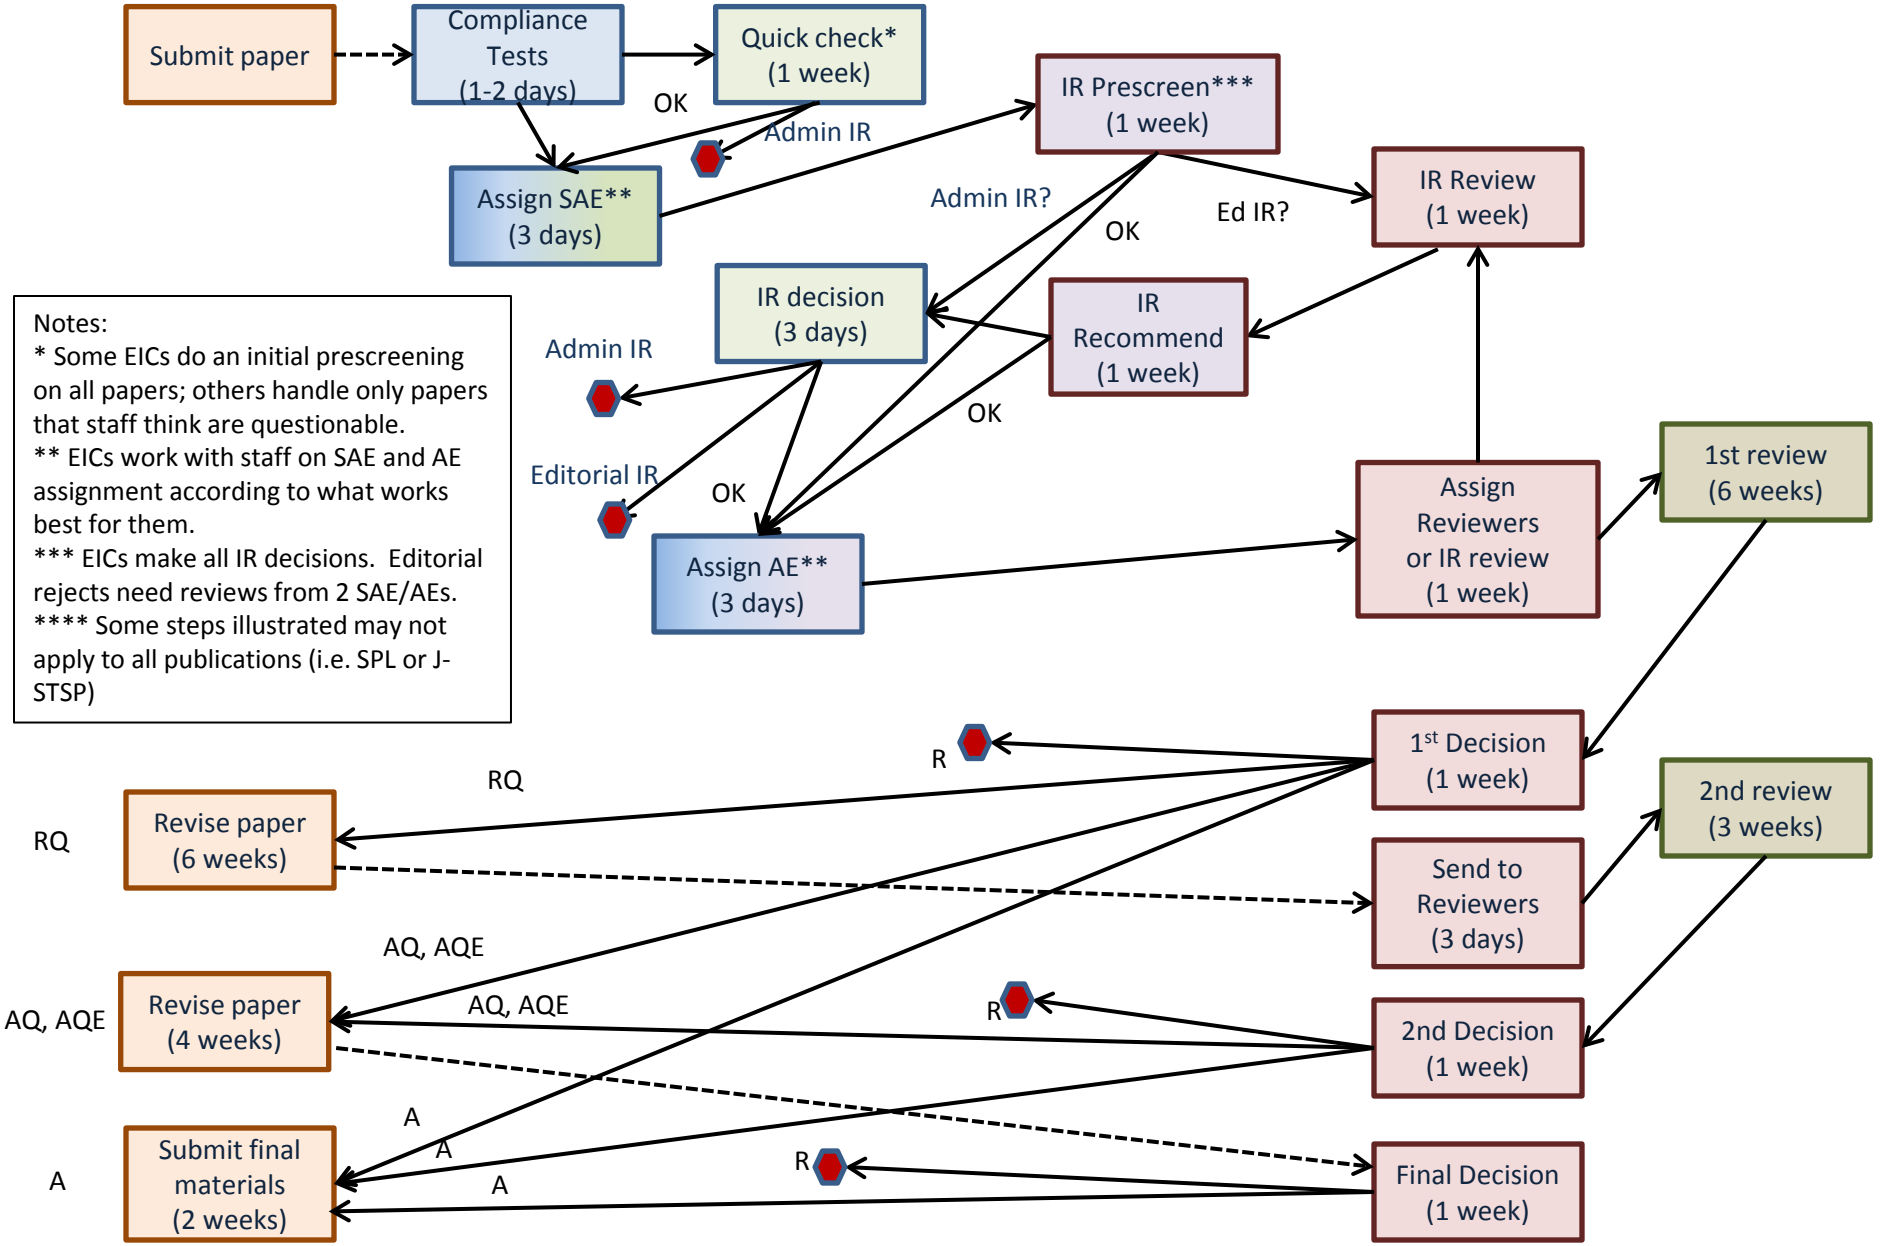 Submit paper
Compliance
Tests
(1-2 days)
Quick check*
(1 week)
OK
Admin IR
IR Prescreen***
(1 week)
Assign SAE**
(3 days)
IR Review
(1 week)
Admin IR?
OK
Ed IR?
IR decision
(3 days)
IR
Recommend
(1 week)
Admin IR
OK
Editorial IR
OK
Notes:
* Some EICs do an initial prescreening
on all papers; others handle only papers
that staff think are questionable.
** EICs work with staff on SAE and AE
assignment according to what works
best for them.
*** EICs make all IR decisions.  Editorial
rejects need reviews from 2 SAE/AEs.
**** Some steps illustrated may not
apply to all publications (i.e. SPL or J-
STSP)
Assign AE**
(3 days)
Assign
Reviewers
or IR review
(1 week)
1st review
(6 weeks)
1st Decision
(1 week)
R
RQ
RQ
Revise paper
(6 weeks)
2nd review
(3 weeks)
Send to
Reviewers
(3 days)
AQ, AQE
AQ, AQE
Revise paper
(4 weeks)
AQ, AQE
R
2nd Decision
(1 week)
A
A
A
Submit final
materials
(2 weeks)
A
R
Final Decision
(1 week)